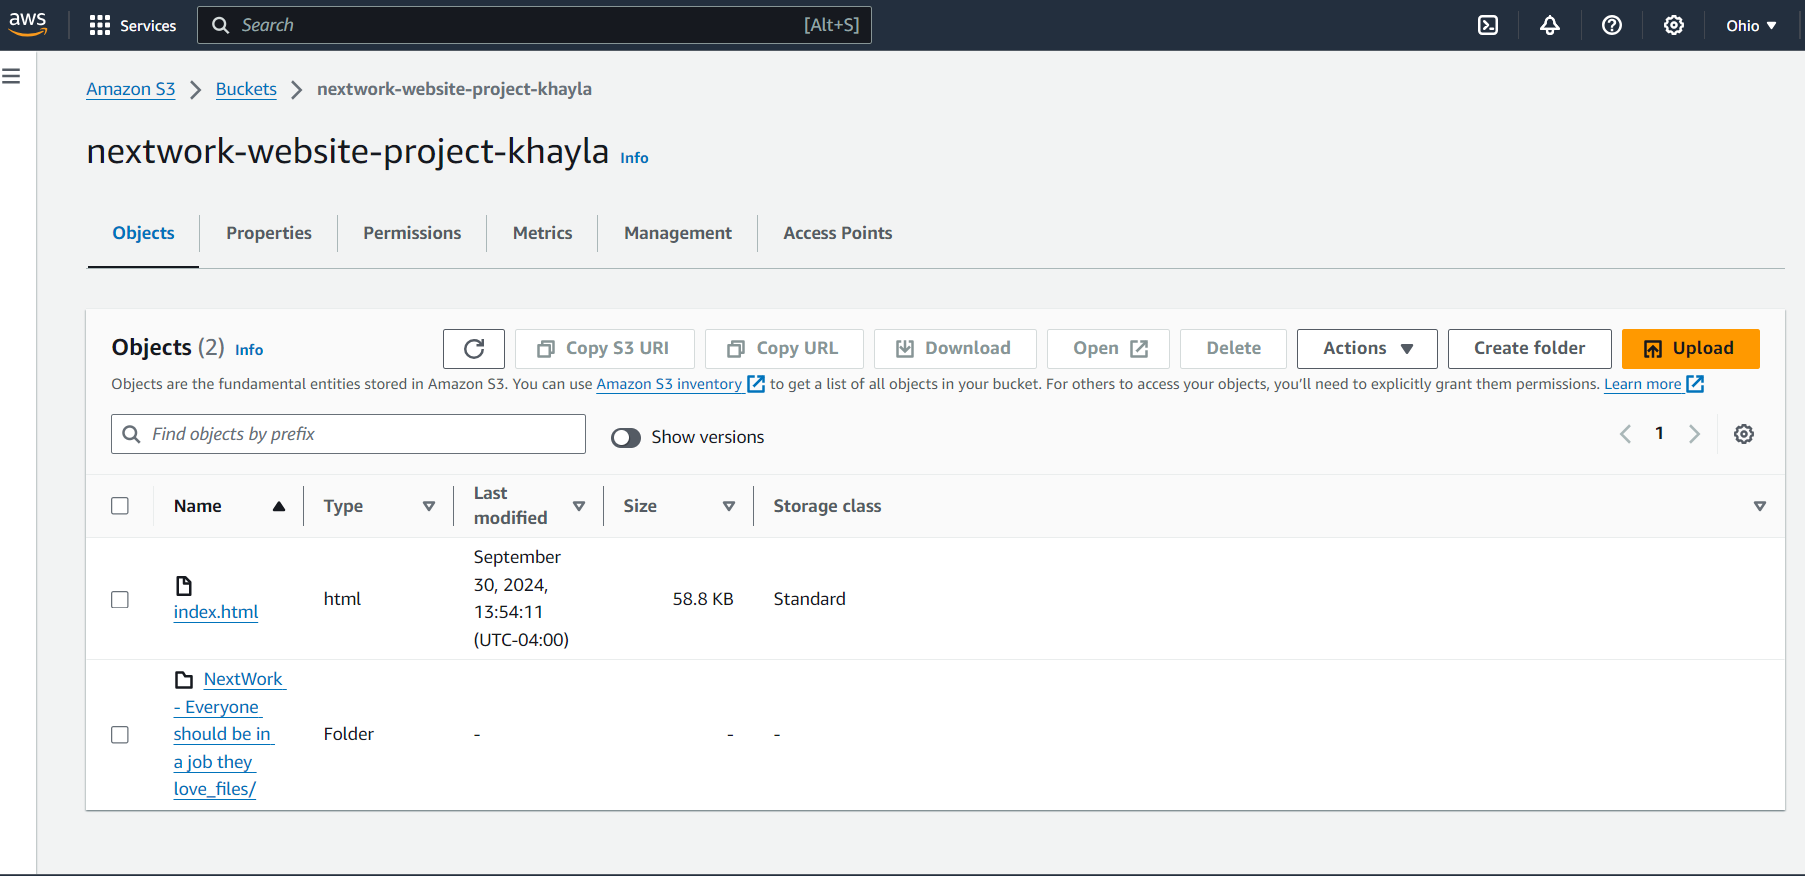 aws Services Search [Alt+S] Ohio
Amazon S3 Buckets nextwork-website-project-khayla
nextwork-website-project-khayla Info
Objects Properties Permissions Metrics Management Access Points
Objects (2) Info Copy S3 URI Copy URL Download Open Delete Actions Create folder Upload
Objects are the fundamental entities stored in Amazon S3. You can use Amazon S3 inventory to get a list of all objects in your bucket. For others to access your objects, you'll need to explicitly grant them permissions. Learn more
Find objects by prefix Show versions 1
Name Type Last modified Size Storage class
index.html html September
30, 2024,
13:54:11
(UTC-04:00) 58.8 KB Standard
NextWork
- Everyone
should be in
a job they
love_files/ Folder - - -